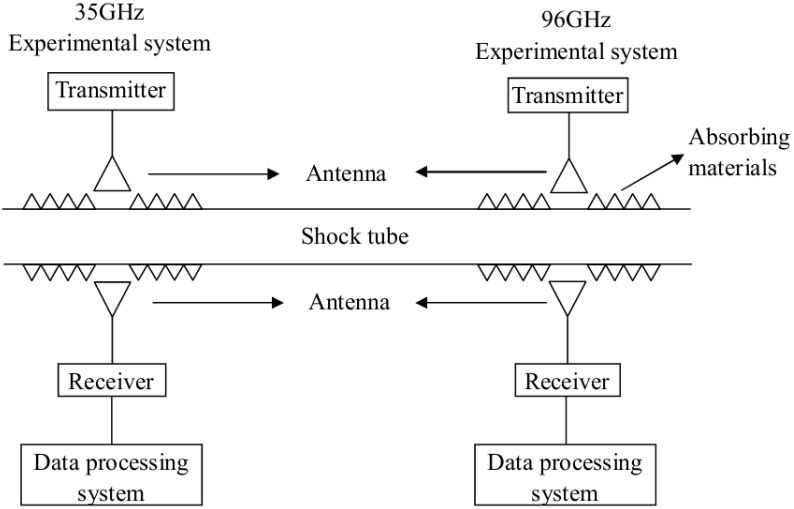 35GHz
Experimental system
96GHz
Experimental system
Transmitter
Transmitter
Absorbing
materials
Antenna
Shock tube
Antenna
Receiver
Receiver
Data processing
system
Data processing
system